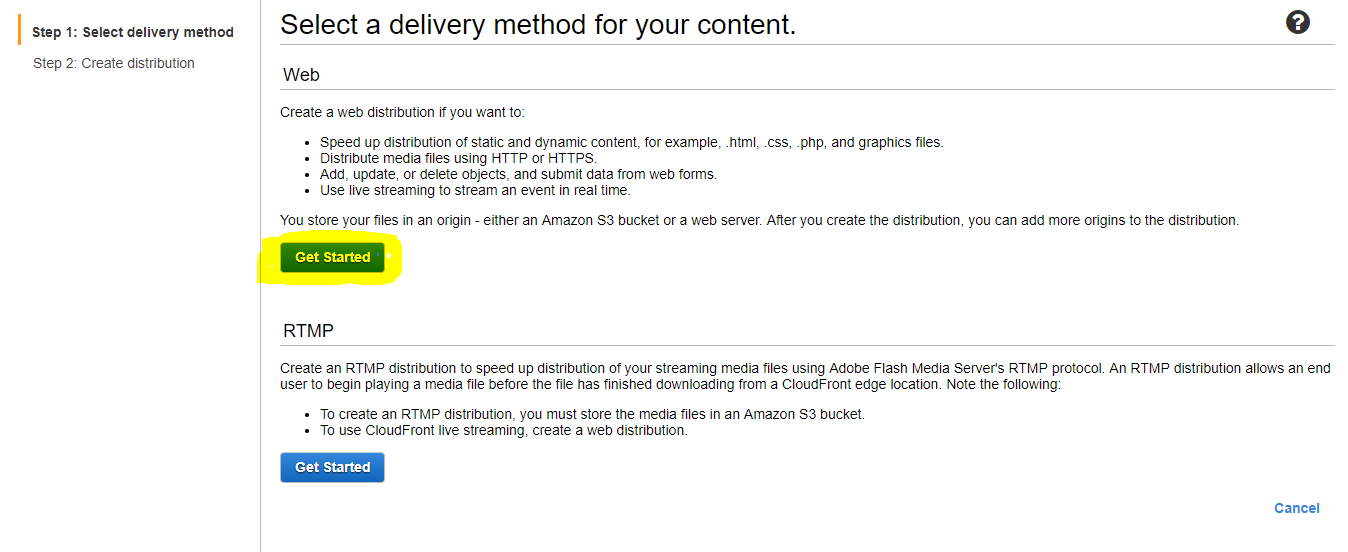 Step 1: Select delivery method
Step 2: Create distribution
Select a delivery method for your content.
?
Web
Create a web distribution if you want to:
• Speed up distribution of static and dynamic content, for example, .html, .css, .php, and graphics files.
• Distribute media files using HTTP or HTTPS.
• Add, update, or delete objects, and submit data from web forms.
• Use live streaming to stream an event in real time.
You store your files in an origin - either an Amazon S3 bucket or a web server. After you create the distribution, you can add more origins to the distribution.
Get Started
RTMP
Create an RTMP distribution to speed up distribution of your streaming media files using Adobe Flash Media Server's RTMP protocol. An RTMP distribution allows an end
user to begin playing a media file before the file has finished downloading from a CloudFront edge location. Note the following:
• To create an RTMP distribution, you must store the media files in an Amazon S3 bucket.
• To use CloudFront live streaming, create a web distribution.
Get Started
Cancel